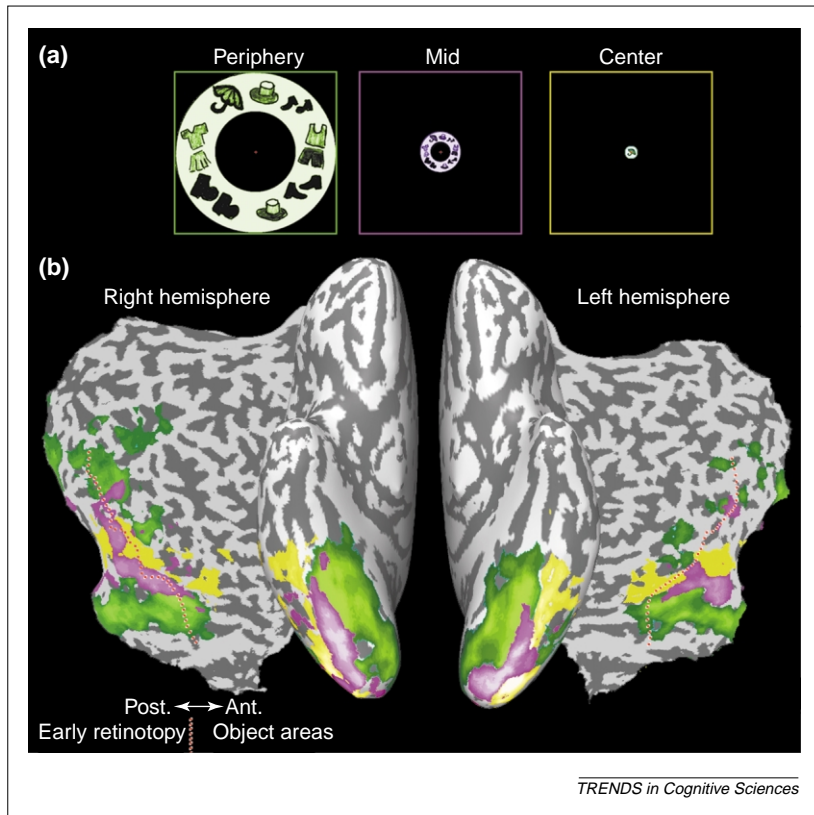 (a)
Periphery Mid Center
(b)
Right hemisphere Left hemisphere
Post. Ant.
Early retinotopy Object areas
TRENDS in Cognitive Sciences